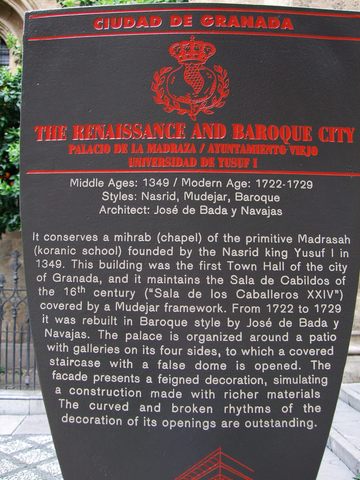 CIUDAD DE GRANADA
THE RENAISSANCE AND BAROQUE CITY
PALACIO DE LA MADRAZA / AYUNTAMIENTO VIEJO
UNIVERSIDAD DE YUSUF I
Middle Ages: 1349 / Modern Age: 1722-1729
Styles: Nasrid, Mudejar, Baroque
Architect: José de Bada y Navajas
It conserves a mihrab (chapel) of the primitive Madrasah
(koranic school) founded by the Nasrid king Yusuf I in
1349. This building was the first Town Hall of the city
of Granada, and it maintains the Sala de Cabildos of
the 16th century ("Sala de los Caballeros XXIV")
covered by a Mudejar framework. From 1722 to 1729
it was rebuilt in Baroque style by José de Bada y
Navajas. The palace is organized around a patio
with galleries on its four sides, to which a covered
staircase with a false dome is opened. The
facade presents a feigned decoration, simulating
a construction made with richer materials
The curved and broken rhythms of the
decoration of its openings are outstanding.